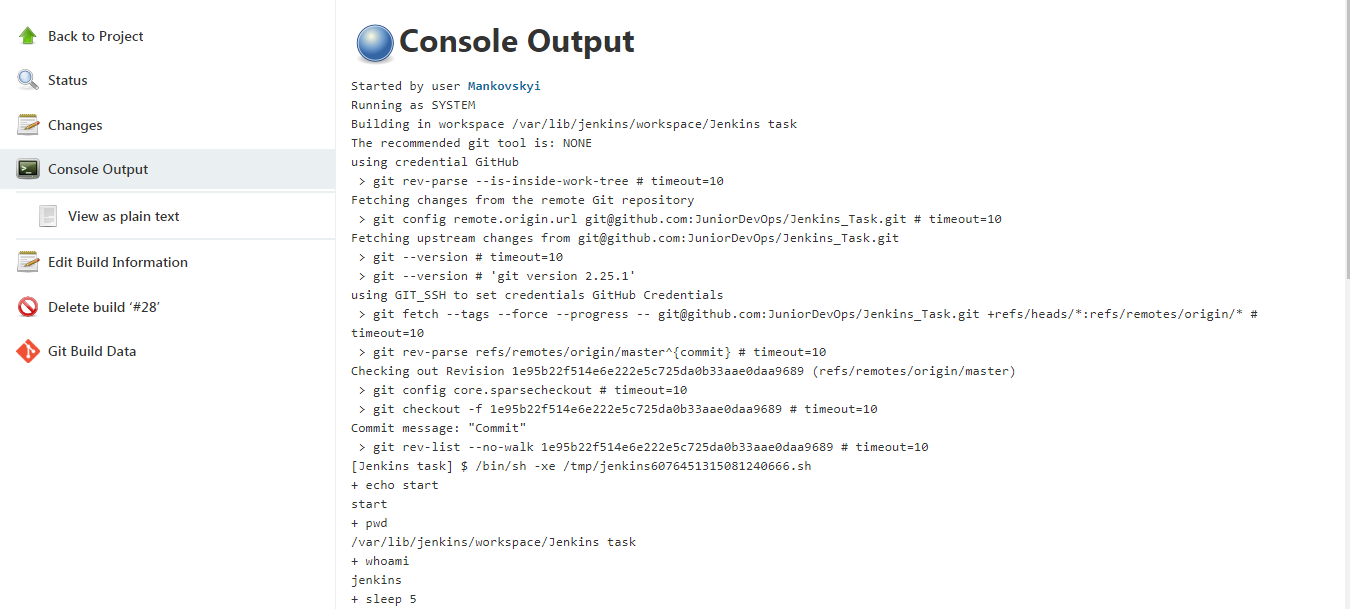 Back to Project
Status
Changes
Console Output
View as plain text
Edit Build Information
Delete build ‘#28’
Git Build Data
Console Output
Started by user Mankovskyi
Running as SYSTEM
Building in workspace /var/lib/jenkins/workspace/Jenkins task
The recommended git tool is: NONE
using credential GitHub
 > git rev-parse --is-inside-work-tree # timeout=10
Fetching changes from the remote Git repository
 > git config remote.origin.url git@github.com:JuniorDevOps/Jenkins_Task.git # timeout=10
Fetching upstream changes from git@github.com:JuniorDevOps/Jenkins_Task.git
 > git --version # timeout=10
 > git --version # 'git version 2.25.1'
using GIT_SSH to set credentials GitHub Credentials
 > git fetch --tags --force --progress -- git@github.com:JuniorDevOps/Jenkins_Task.git +refs/heads/*:refs/remotes/origin/* #
timeout=10
 > git rev-parse refs/remotes/origin/master^{commit} # timeout=10
Checking out Revision 1e95b22f514e6e222e5c725da0b33aae0daa9689 (refs/remotes/origin/master)
 > git config core.sparsecheckout # timeout=10
 > git checkout -f 1e95b22f514e6e222e5c725da0b33aae0daa9689 # timeout=10
Commit message: "Commit"
 > git rev-list --no-walk 1e95b22f514e6e222e5c725da0b33aae0daa9689 # timeout=10
[Jenkins task] $ /bin/sh -xe /tmp/jenkins6076451315081240666.sh
+ echo start
start
+ pwd
/var/lib/jenkins/workspace/Jenkins task
+ whoami
jenkins
+ sleep 5